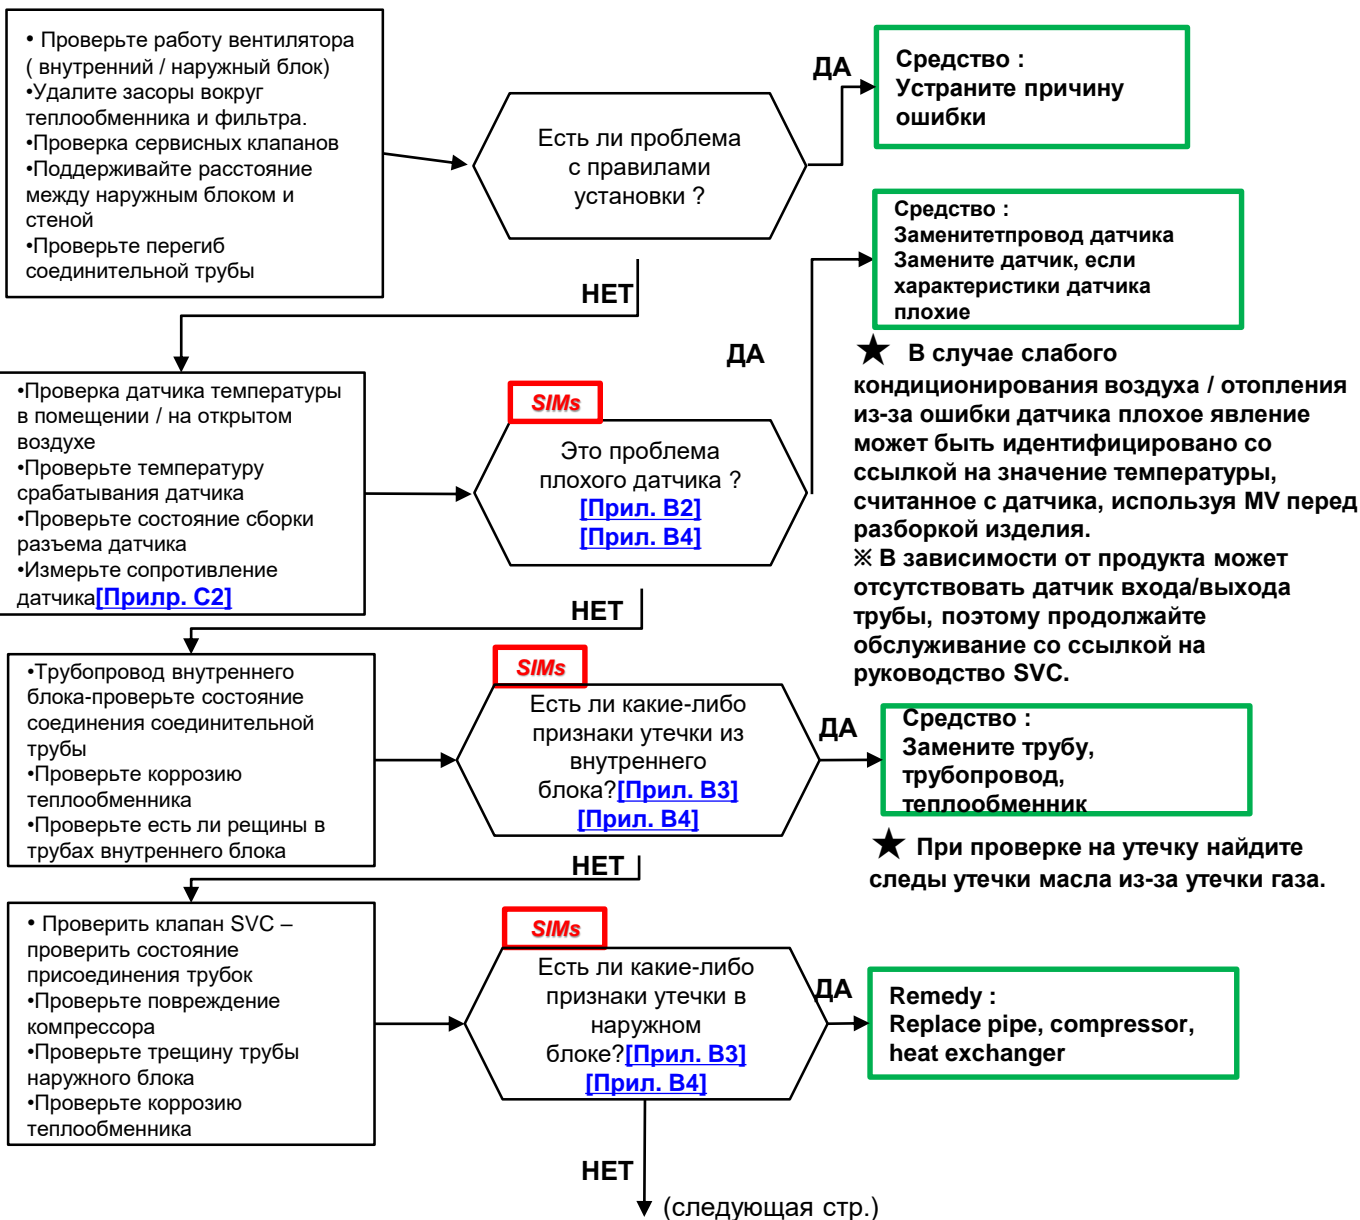 • Проверьте работу вентилятора
( внутренний / наружный блок)
•Удалите засоры вокруг
теплообменника и фильтра.
•Проверка сервисных клапанов
•Поддерживайте расстояние
между наружным блоком и
стеной
•Проверьте перегиб
соединительной трубы
Есть ли проблема
с правилами
установки ?
ДА
Средство :
Устраните причину
ошибки
НЕТ
•Проверка датчика температуры
в помещении / на открытом
воздухе
•Проверьте температуру
срабатывания датчика
•Проверьте состояние сборки
разъема датчика
•Измерьте сопротивление
датчика[Прилр. C2]
SIMs
Это проблема
плохого датчика ?
[Прил. B2]
[Прил. B4]
ДА
Средство :
Заменитетпровод датчика
Замените датчик, если
характеристики датчика
плохие
★ В случае слабого
кондиционирования воздуха / отопления
из-за ошибки датчика плохое явление
может быть идентифицировано со
ссылкой на значение температуры,
считанное с датчика, используя MV перед
разборкой изделия.
※ В зависимости от продукта может
отсутствовать датчик входа/выхода
трубы, поэтому продолжайте
обслуживание со ссылкой на
руководство SVC.
НЕТ
•Трубопровод внутреннего
блока-проверьте состояние
соединения соединительной
трубы
•Проверьте коррозию
теплообменника
•Проверьте есть ли рещины в
трубах внутреннего блока
SIMs
Есть ли какие-либо
признаки утечки из
внутреннего
блока?[Прил. B3]
[Прил. B4]
ДА
Средство :
Замените трубу,
трубопровод,
теплообменник
★ При проверке на утечку найдите
следы утечки масла из-за утечки газа.
НЕТ
• Проверить клапан SVC –
проверить состояние
присоединения трубок
•Проверьте повреждение
компрессора
•Проверьте трещину трубы
наружного блока
•Проверьте коррозию
теплообменника
SIMs
Есть ли какие-либо
признаки утечки в
наружном
блоке?[Прил. B3]
[Прил. B4]
ДА
Remedy :
Replace pipe, compressor,
heat exchanger
НЕТ
(следующая стр.)